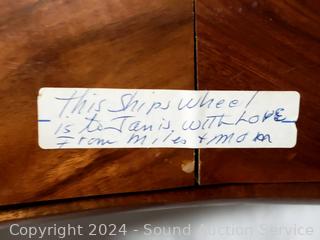 This Ships wheel
is to Janis with Love
From Miles + Mom
Copyright 2024 - Sound Auction Service